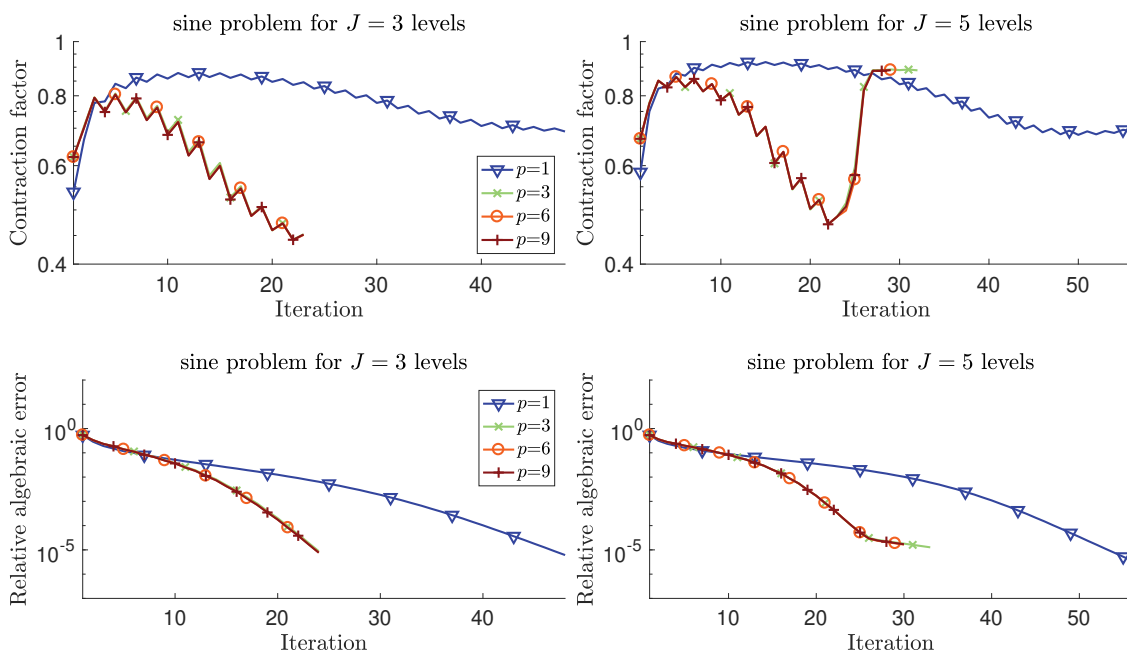 sine problem for J = 3 levels
Contraction factor
1
0.8
0.6
0.4
10
20
30
40
Iteration
p=1
p=3
p=6
p=9
sine problem for J = 5 levels
Contraction factor
1
0.8
0.6
0.4
10
20
30
40
50
Iteration
sine problem for J = 3 levels
Relative algebraic error
10^0
10^-5
10
20
30
40
Iteration
p=1
p=3
p=6
p=9
sine problem for J = 5 levels
Relative algebraic error
10^0
10^-5
10
20
30
40
50
Iteration